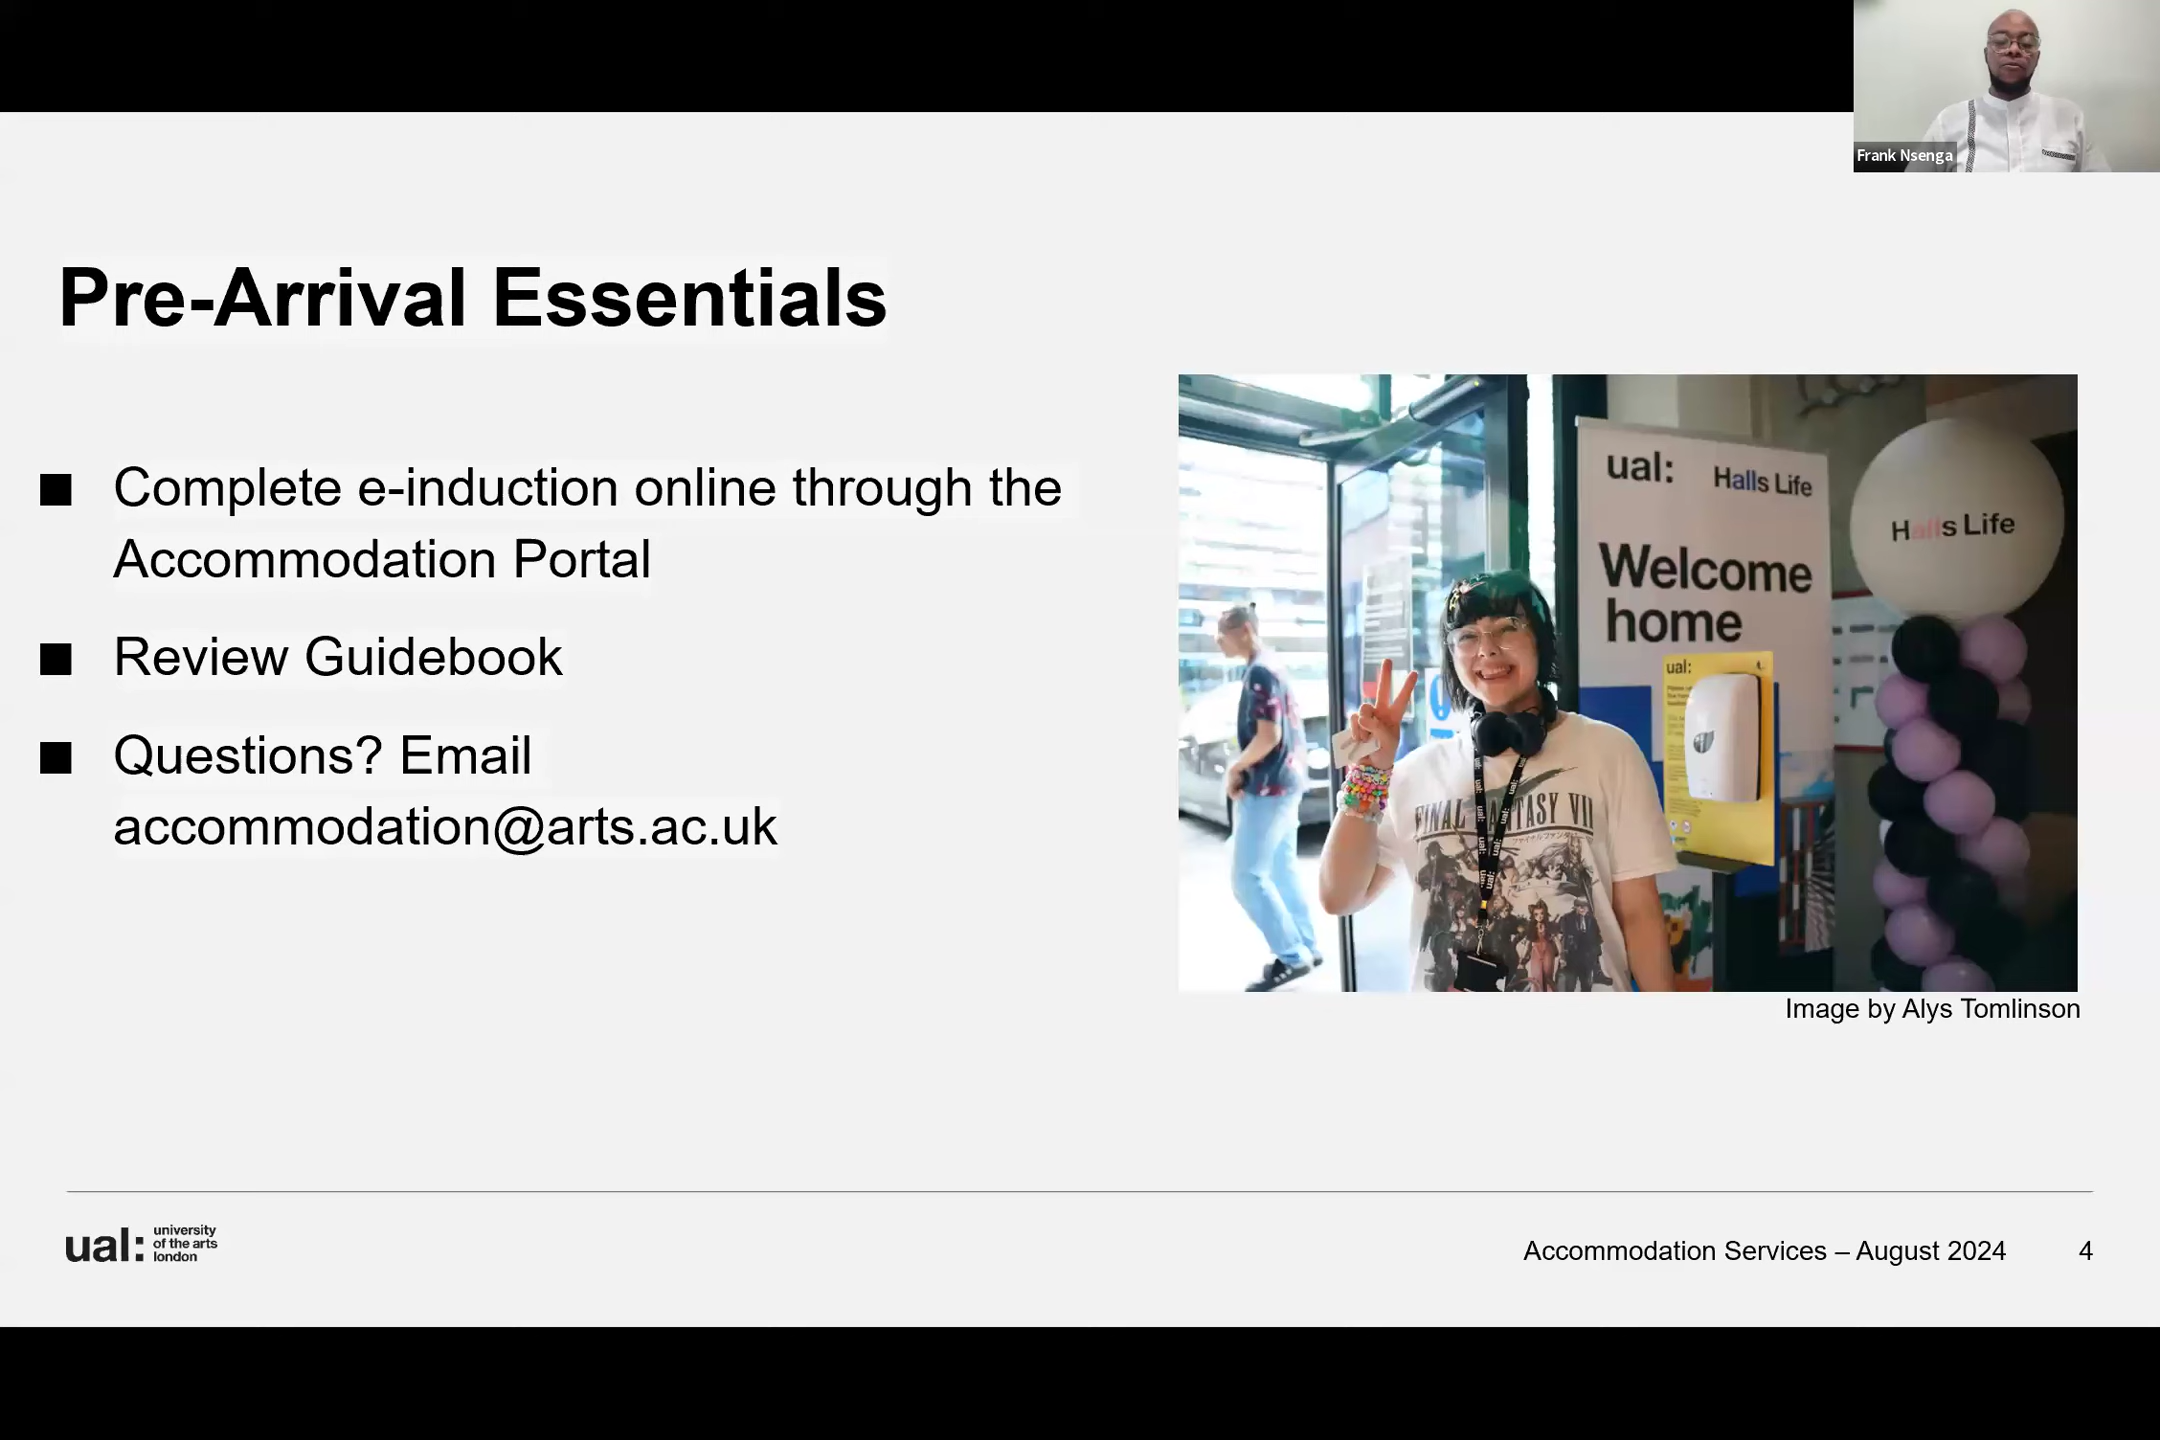 Frank Nsenga
Pre-Arrival Essentials
Complete e-induction online through the
Accommodation Portal
Review Guidebook
Questions? Email
accommodation@arts.ac.uk
ual: Halls Life
Welcome
home
Halls Life
ual:
FINAL FANTASY VII
Image by Alys Tomlinson
ual: university
of the arts
london
Accommodation Services – August 2024 4